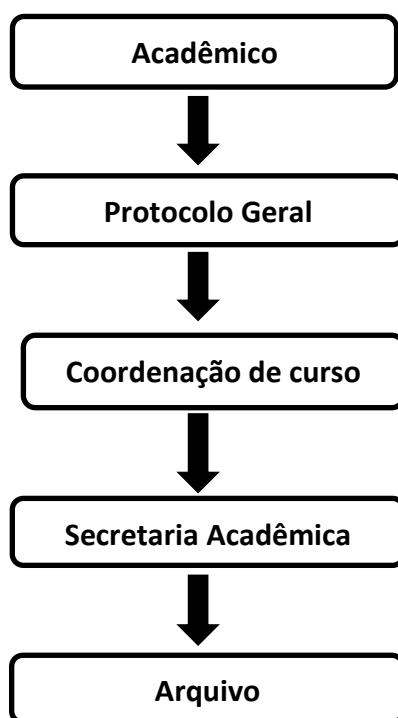 Acadêmico
Protocolo Geral
Coordenação de curso
Secretaria Acadêmica
Arquivo